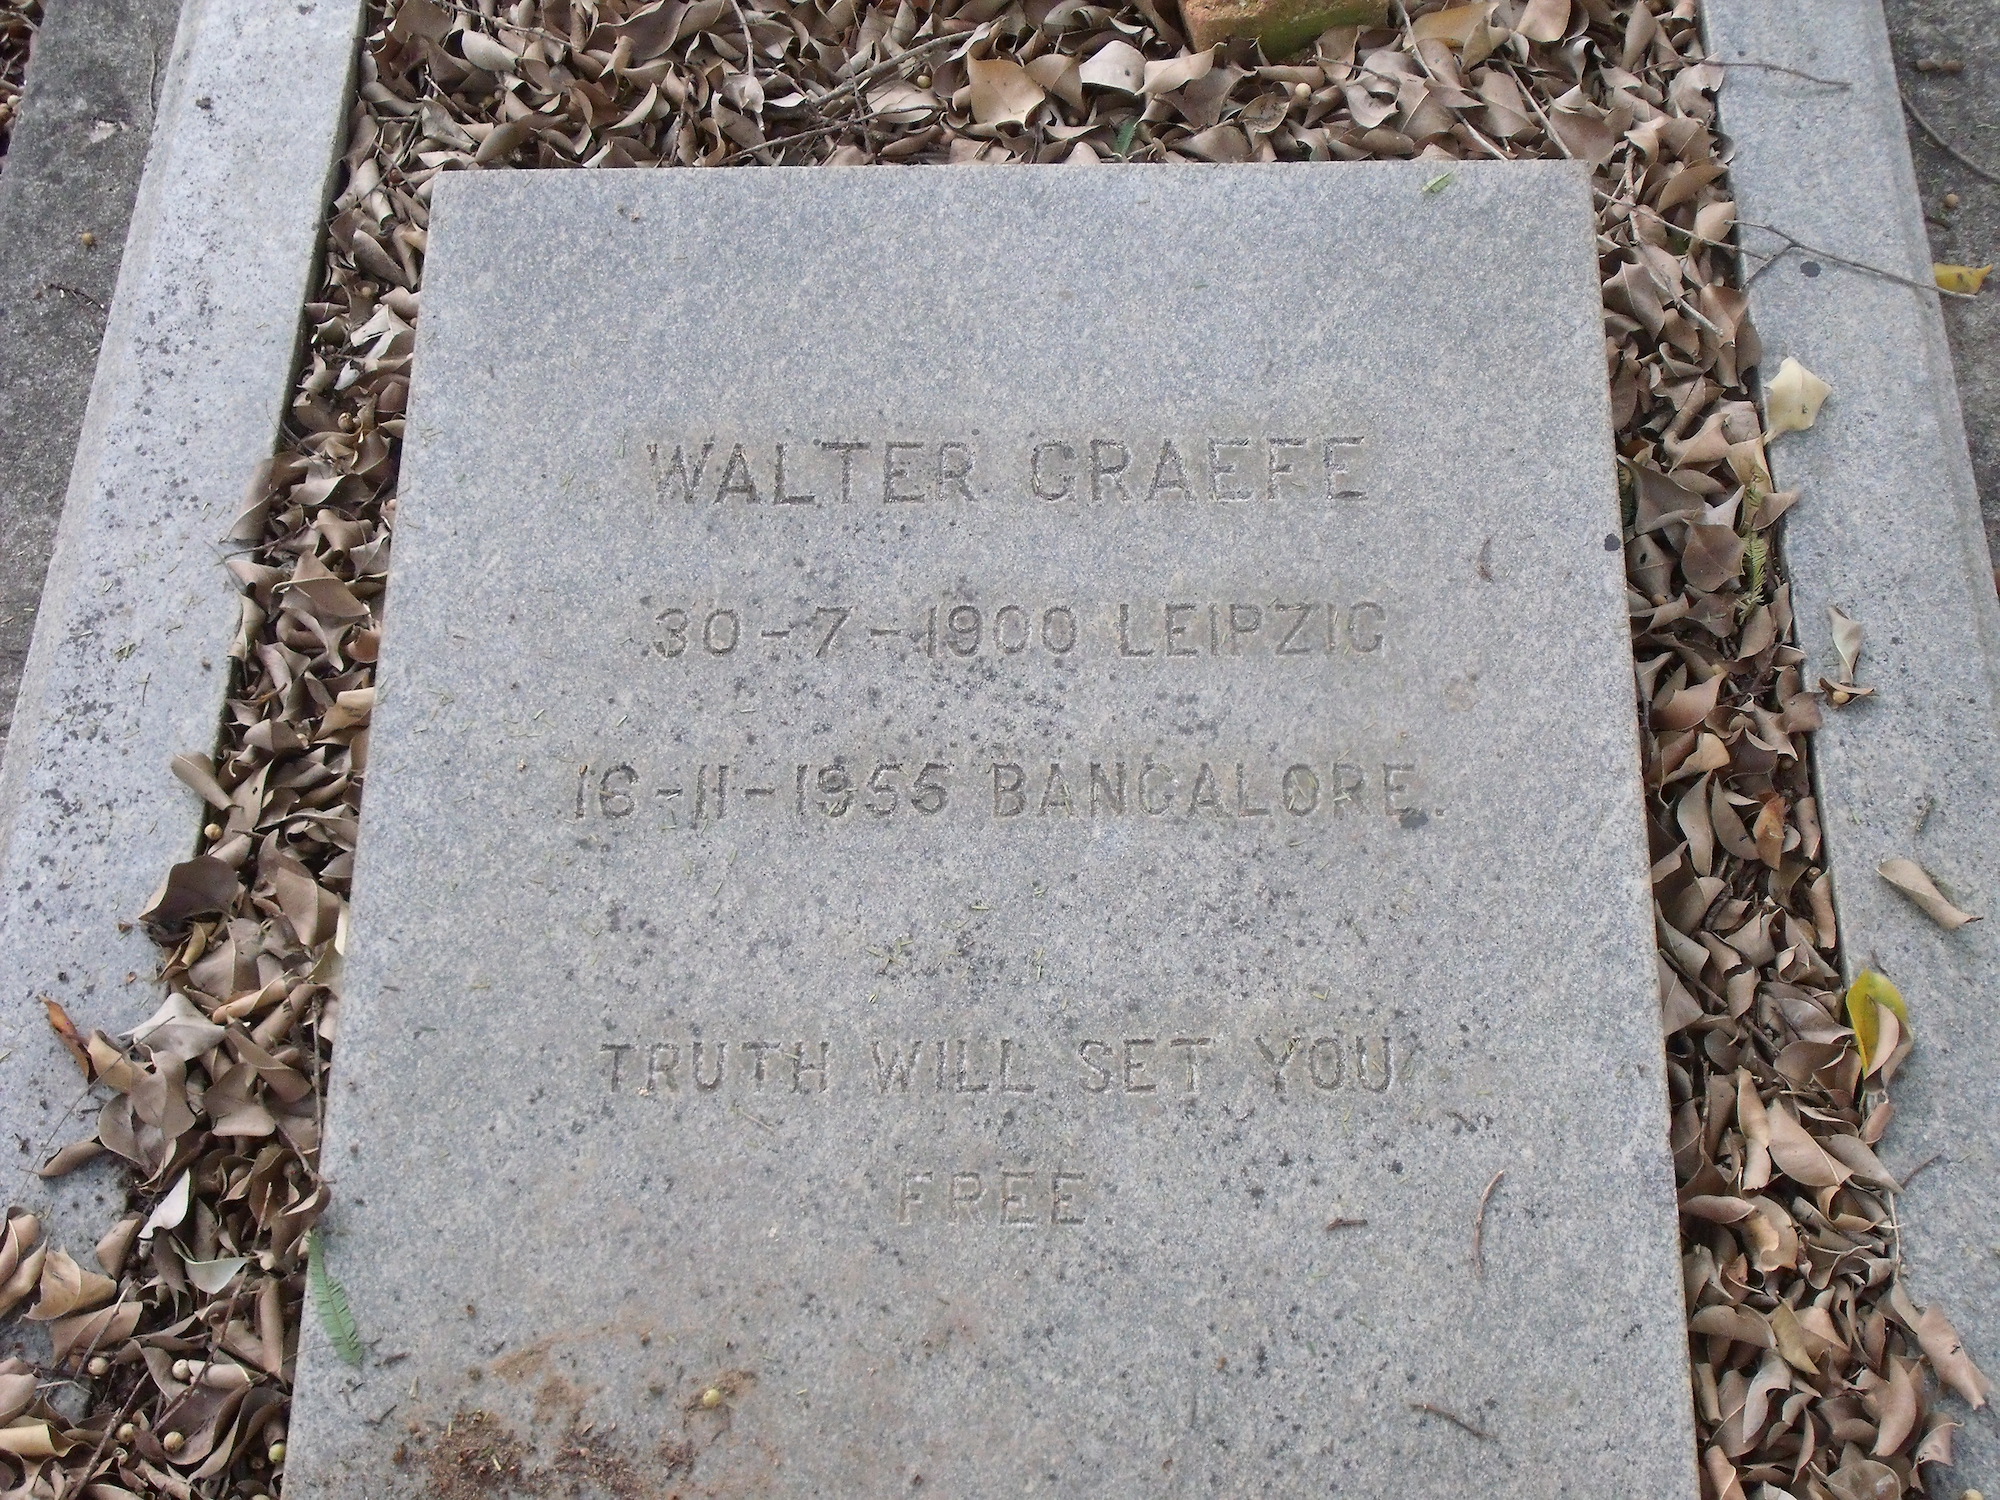 WALTER GRAEFE
30-7-1900 LEIPZIG
16-11-1955 BANGALORE.
TRUTH WILL SET YOU
FREE.